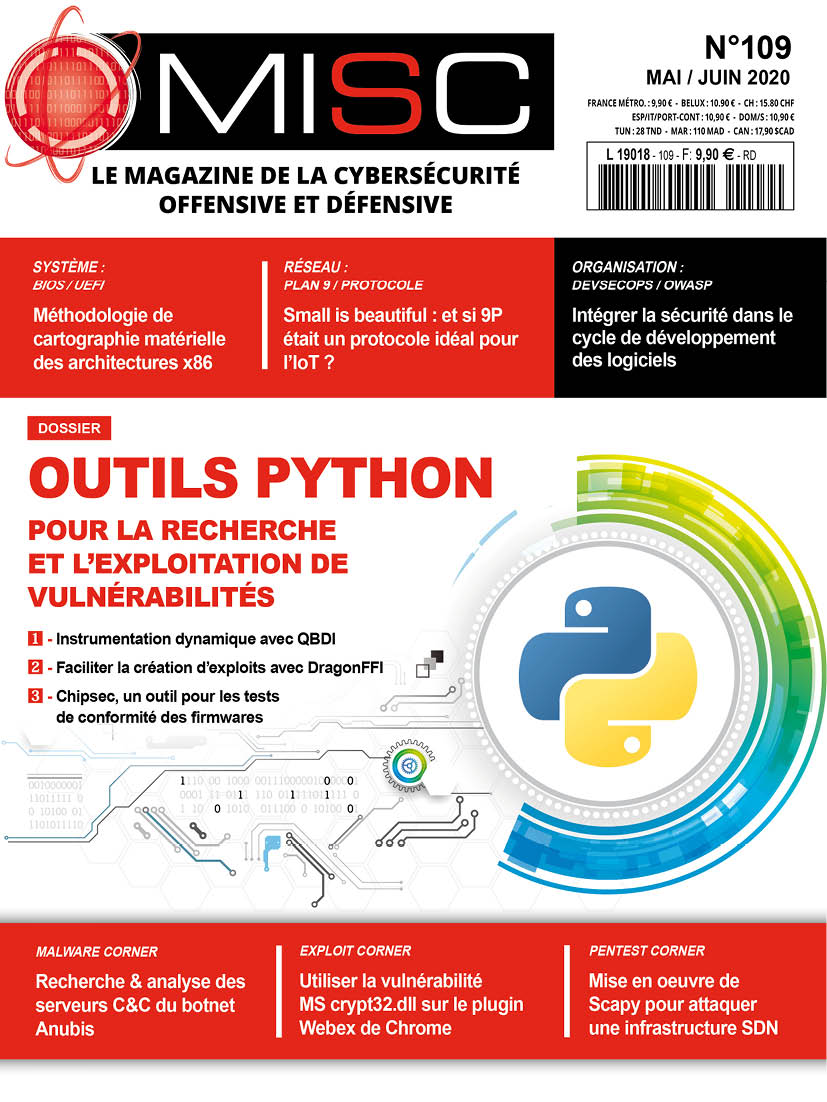 MISC
LE MAGAZINE DE LA CYBERSÉCURITÉ
OFFENSIVE ET DÉFENSIVE
N°109
MAI / JUIN 2020
FRANCE MÉTRO. : 9,90 € - BELUX : 10.90 € - CH : 15.80 CHF
ESP/IT/PORT-CONT : 10,90 € - DOM/S : 10,90 €
TUN : 28 TND - MAR : 110 MAD - CAN : 17,90 $CAD
L 19018 - 109 - F: 9,90 € - RD
SYSTÈME :
BIOS / UEFI
Méthodologie de
cartographie matérielle
des architectures x86
RÉSEAU :
PLAN 9 / PROTOCOLE
Small is beautiful : et si 9P
était un protocole idéal pour
l'IoT ?
ORGANISATION :
DEVSECOPS / OWASP
Intégrer la sécurité dans le
cycle de développement
des logiciels
DOSSIER
OUTILS PYTHON
POUR LA RECHERCHE
ET L'EXPLOITATION DE
VULNÉRABILITÉS
1 - Instrumentation dynamique avec QBDI
2 - Faciliter la création d'exploits avec DragonFFI
3 - Chipsec, un outil pour les tests
de conformité des firmwares
MALWARE CORNER
Recherche & analyse des
serveurs C&C du botnet
Anubis
EXPLOIT CORNER
Utiliser la vulnérabilité
MS crypt32.dll sur le plugin
Webex de Chrome
PENTEST CORNER
Mise en oeuvre de
Scapy pour attaquer
une infrastructure SDN